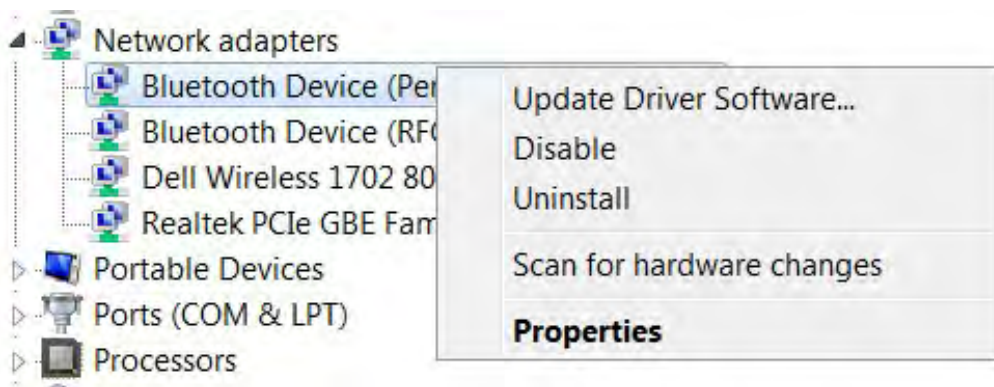 Network adapters
Bluetooth Device (Per
Bluetooth Device (RFC
Dell Wireless 1702 80
Realtek PCIe GBE Fam
Portable Devices
Ports (COM & LPT)
Processors
Update Driver Software...
Disable
Uninstall
Scan for hardware changes
Properties